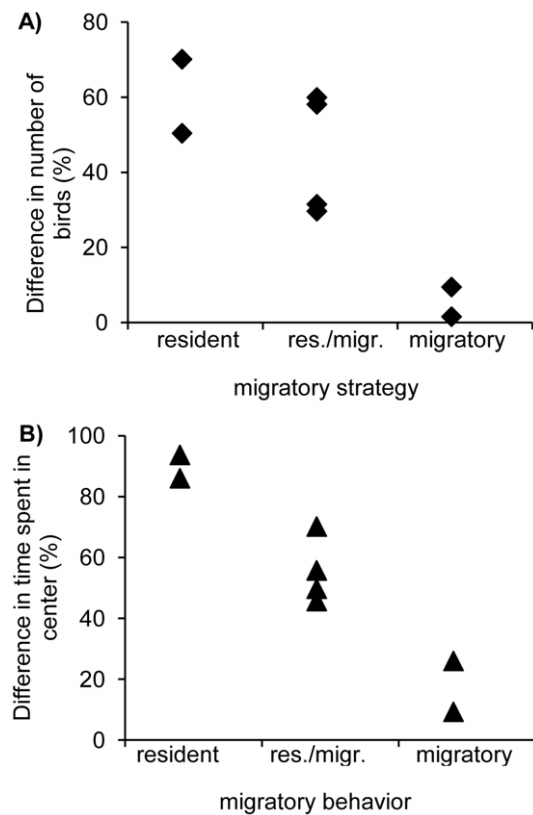 A)
Difference in number of
birds (%)
80
60
40
20
0
resident res./migr. migratory
migratory strategy
B)
Difference in time spent in
center (%)
100
80
60
40
20
0
resident res./migr. migratory
migratory behavior